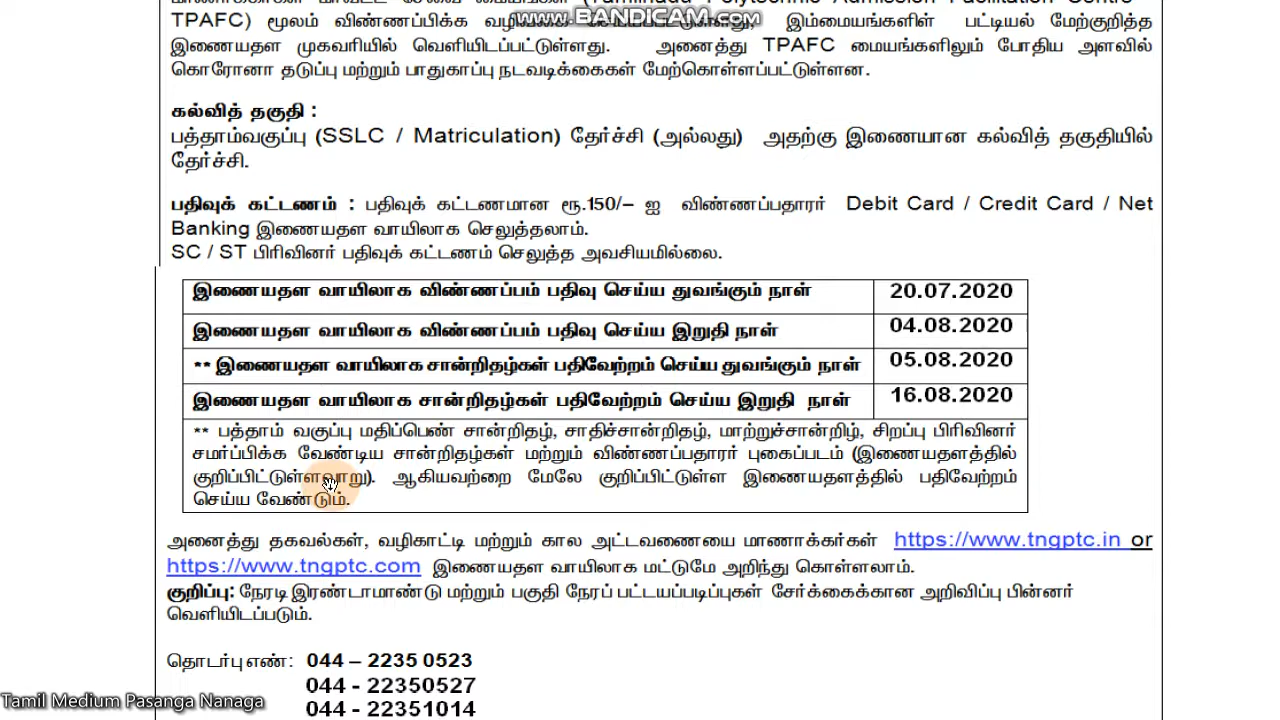 www.BANDICAM.com
TPAFC) மூலம் விண்ணப்பிக்க இம்மையங்களின் பட்டியல் மேற்குறித்த
இணையதள முகவரியில் வெளியிடப்பட்டுள்ளது. அனைத்து TPAFC மையங்களிலும் போதிய அளவில்
கொரோனா தடுப்பு மற்றும் பாதுகாப்பு நடவடிக்கைகள் மேற்கொள்ளப்பட்டுள்ளன.
கல்வித் தகுதி :
பத்தாம்வகுப்பு (SSLC / Matriculation) தேர்ச்சி (அல்லது) அதற்கு இணையான கல்வித் தகுதியில்
தேர்ச்சி.
பதிவுக் கட்டணம் : பதிவுக் கட்டணமான ரூ.150/– ஐ விண்ணப்பதாரர் Debit Card / Credit Card / Net
Banking இணையதள வாயிலாக செலுத்தலாம்.
SC / ST பிரிவினர் பதிவுக் கட்டணம் செலுத்த அவசியமில்லை.
இணையதள வாயிலாக விண்ணப்பம் பதிவு செய்ய துவங்கும் நாள் 20.07.2020
இணையதள வாயிலாக விண்ணப்பம் பதிவு செய்ய இறுதி நாள் 04.08.2020
** இணையதள வாயிலாக சான்றிதழ்கள் பதிவேற்றம் செய்ய துவங்கும் நாள் 05.08.2020
இணையதள வாயிலாக சான்றிதழ்கள் பதிவேற்றம் செய்ய இறுதி நாள் 16.08.2020
** பத்தாம் வகுப்பு மதிப்பெண் சான்றிதழ், சாதிச்சான்றிதழ், மாற்றுச்சான்றிழ், சிறப்பு பிரிவினர்
சமர்ப்பிக்க வேண்டிய சான்றிதழ்கள் மற்றும் விண்ணப்பதாரர் புகைப்படம் (இணையதளத்தில்
குறிப்பிட்டுள்ளவாறு). ஆகியவற்றை மேலே குறிப்பிட்டுள்ள இணையதளத்தில் பதிவேற்றம்
செய்ய வேண்டும்.
அனைத்து தகவல்கள், வழிகாட்டி மற்றும் கால அட்டவணையை மாணாக்கர்கள் https://www.tngptc.in or
https://www.tngptc.com இணையதள வாயிலாக மட்டுமே அறிந்து கொள்ளலாம்.
குறிப்பு: நேரடி இரண்டாமாண்டு மற்றும் பகுதி நேரப் பட்டயப்படிப்புகள் சேர்க்கைக்கான அறிவிப்பு பின்னர்
வெளியிடப்படும்.
தொடர்பு எண்: 044 – 2235 0523
044 - 22350527
044 - 22351014
Tamil Medium Pasanga Nanaga